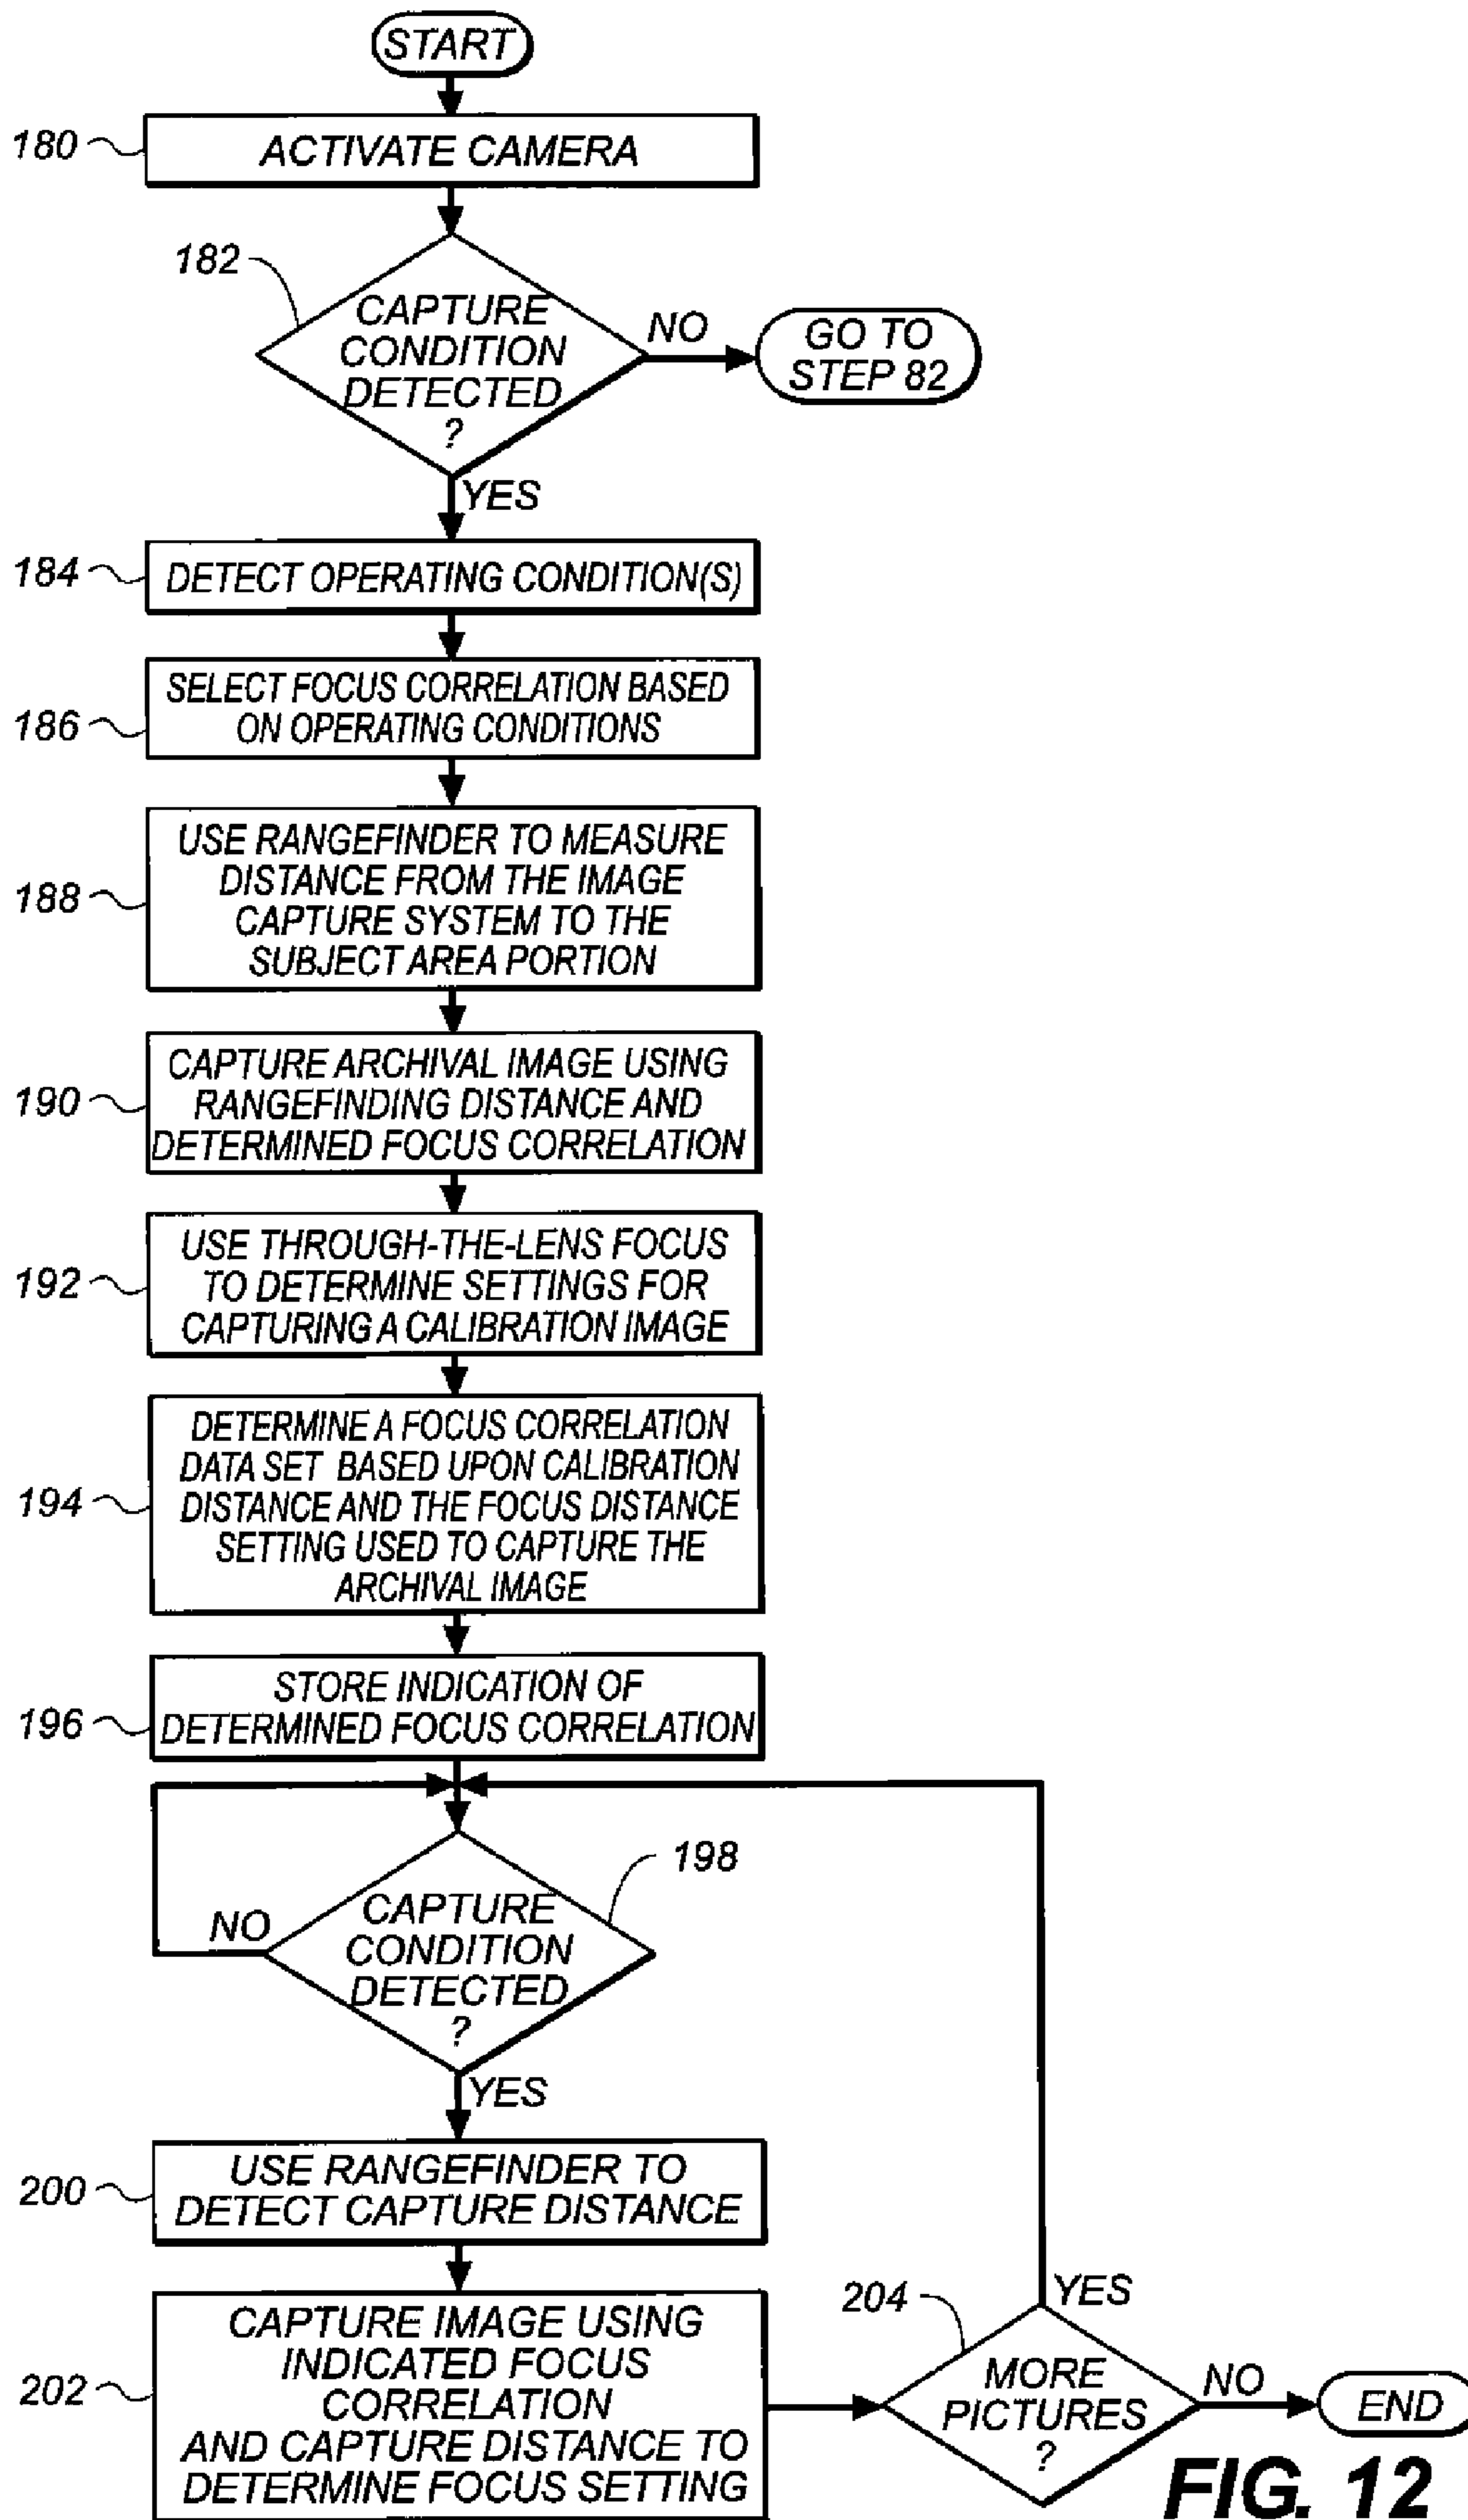 START
180
ACTIVATE CAMERA
182
CAPTURE
CONDITION
DETECTED
?
NO
GO TO
STEP 82
YES
184
DETECT OPERATING CONDITION(S)
186
SELECT FOCUS CORRELATION BASED
ON OPERATING CONDITIONS
188
USE RANGEFINDER TO MEASURE
DISTANCE FROM THE IMAGE
CAPTURE SYSTEM TO THE
SUBJECT AREA PORTION
190
CAPTURE ARCHIVAL IMAGE USING
RANGEFINDING DISTANCE AND
DETERMINED FOCUS CORRELATION
192
USE THROUGH-THE-LENS FOCUS
TO DETERMINE SETTINGS FOR
CAPTURING A CALIBRATION IMAGE
194
DETERMINE A FOCUS CORRELATION
DATA SET BASED UPON CALIBRATION
DISTANCE AND THE FOCUS DISTANCE
SETTING USED TO CAPTURE THE
ARCHIVAL IMAGE
196
STORE INDICATION OF
DETERMINED FOCUS CORRELATION
198
NO
CAPTURE
CONDITION
DETECTED
?
YES
200
USE RANGEFINDER TO
DETECT CAPTURE DISTANCE
202
CAPTURE IMAGE USING
INDICATED FOCUS
CORRELATION
AND CAPTURE DISTANCE TO
DETERMINE FOCUS SETTING
204
YES
MORE
PICTURES
?
NO
END
FIG. 12